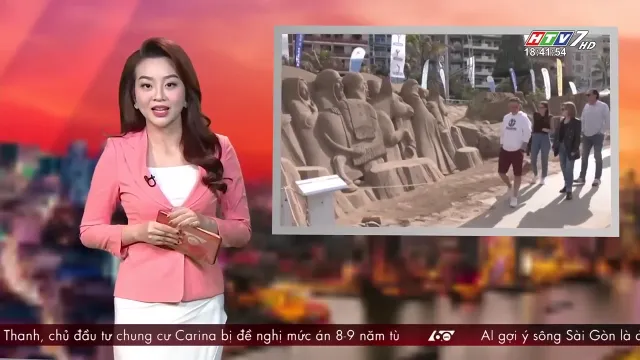 HTV7 HD
18:41:54
Thanh, chủ đầu tư chung cư Carina bị đề nghị mức án 8-9 năm tù 60 AI gợi ý sông Sài Gòn là